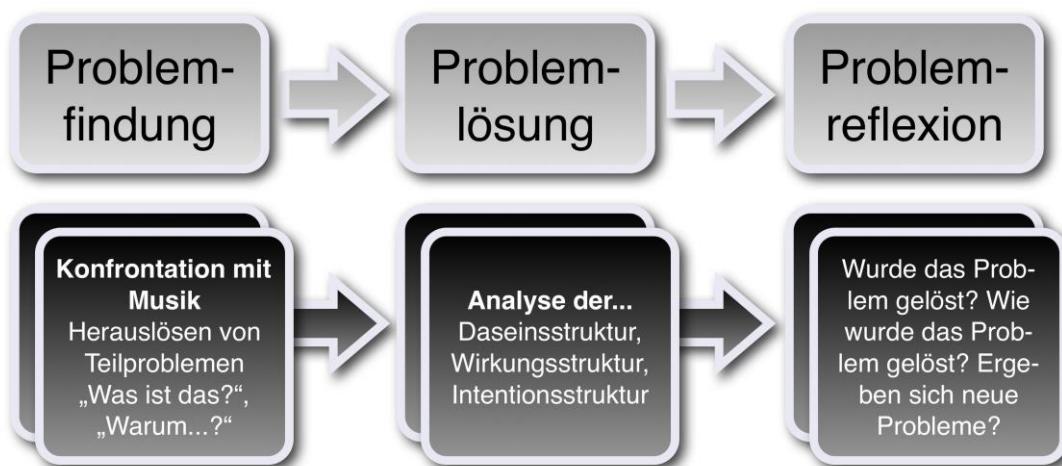 Problem-
findung
Problem-
lösung
Problem-
reflexion
Konfrontation mit
Musik
Herauslösen von
Teilproblemen
„Was ist das?“,
„Warum...?“
Analyse der...
Daseinsstruktur,
Wirkungsstruktur,
Intentionsstruktur
Wurde das Prob-
lem gelöst? Wie
wurde das Prob-
lem gelöst? Erge-
ben sich neue
Probleme?